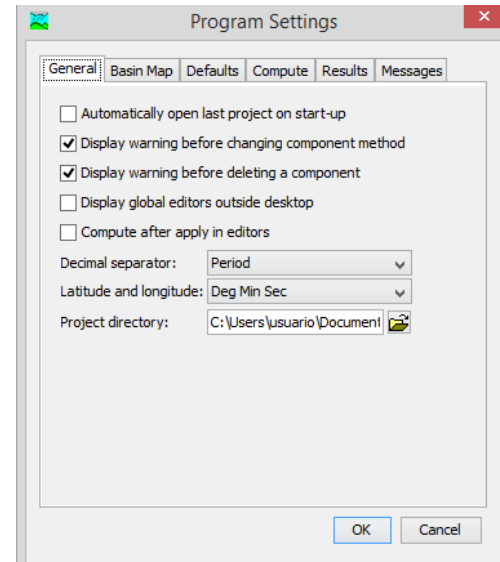 Program Settings
General Basin Map Defaults Compute Results Messages
Automatically open last project on start-up
Display warning before changing component method
Display warning before deleting a component
Display global editors outside desktop
Compute after apply in editors
Decimal separator: Period
Latitude and longitude: Deg Min Sec
Project directory: C:\Users\usuario\Document
OK Cancel